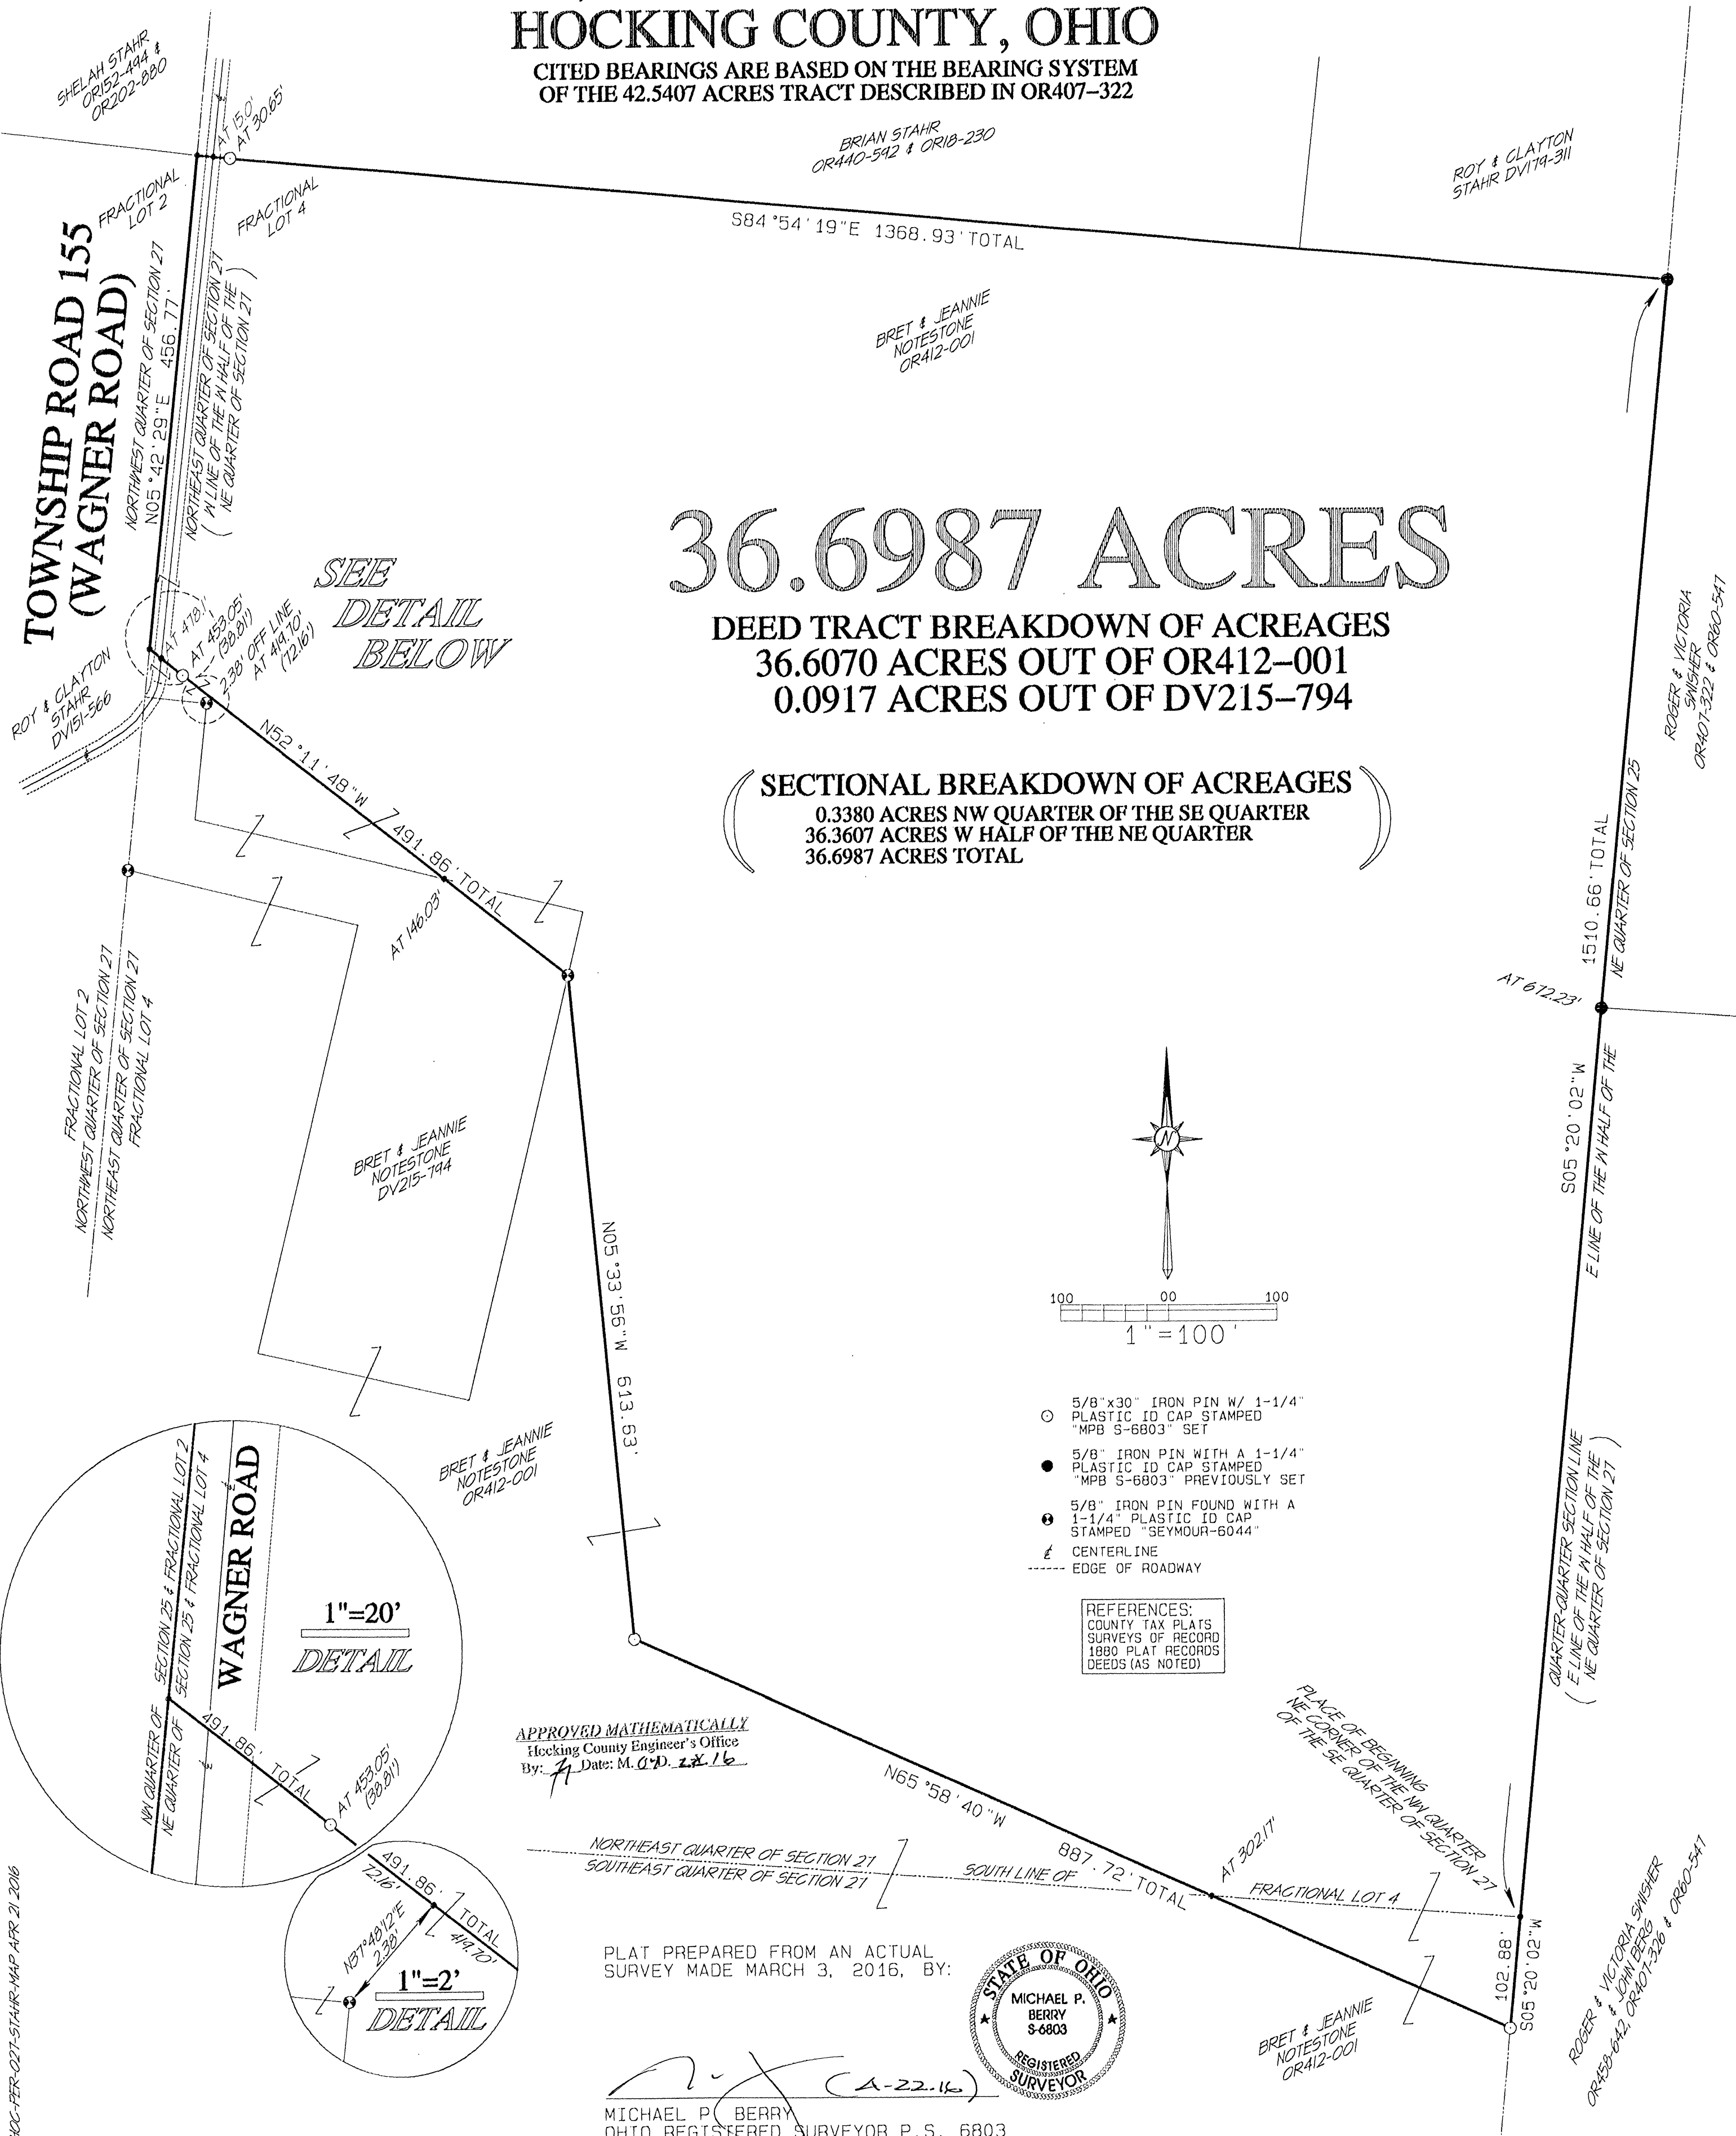 HOCKING COUNTY, OHIO
CITED BEARINGS ARE BASED ON THE BEARING SYSTEM
OF THE 42.5407 ACRES TRACT DESCRIBED IN OR407-322
SHELAH STAHR
OR152-494 &
OR202-880
AT 15.0'
AT 30.65'
BRIAN STAHR
OR440-592 & OR18-230
ROY & CLAYTON
STAHR DV179-311
FRACTIONAL
LOT 2
FRACTIONAL
LOT 4
S84°54'19"E 1368.93' TOTAL
TOWNSHIP ROAD 155
(WAGNER ROAD)
NORTHWEST QUARTER OF SECTION 27
N05°42'29"E 456.77'
NORTHEAST QUARTER OF SECTION 27
( W LINE OF THE W HALF OF THE
NE QUARTER OF SECTION 27 )
BRET & JEANNIE
NOTESTONE
OR412-001
36.6987 ACRES
DEED TRACT BREAKDOWN OF ACREAGES
36.6070 ACRES OUT OF OR412-001
0.0917 ACRES OUT OF DV215-794
( SECTIONAL BREAKDOWN OF ACREAGES
0.3380 ACRES NW QUARTER OF THE SE QUARTER
36.3607 ACRES W HALF OF THE NE QUARTER
36.6987 ACRES TOTAL )
SEE
DETAIL
BELOW
AT 478.1'
AT 453.05'
(38.81')
2.38' OFF LINE
AT 419.70'
(72.16')
ROY & CLAYTON
STAHR
DV151-566
N52°11'48"W
491.86' TOTAL
AT 146.03'
ROGER & VICTORIA
SWISHER
OR407-322 & OR60-547
1510.66' TOTAL
NE QUARTER OF SECTION 25
AT 672.23'
S05°20'02"W
E LINE OF THE W HALF OF THE
FRACTIONAL LOT 2
NORTHWEST QUARTER OF SECTION 27
NORTHEAST QUARTER OF SECTION 27
FRACTIONAL LOT 4
BRET & JEANNIE
NOTESTONE
DV215-794
N05°33'56"W 613.63'
N
100 00 100
1"=100'
5/8"x30" IRON PIN W/ 1-1/4"
PLASTIC ID CAP STAMPED
"MPB S-6803" SET
5/8" IRON PIN WITH A 1-1/4"
PLASTIC ID CAP STAMPED
"MPB S-6803" PREVIOUSLY SET
5/8" IRON PIN FOUND WITH A
1-1/4" PLASTIC ID CAP
STAMPED "SEYMOUR-6044"
CENTERLINE
EDGE OF ROADWAY
REFERENCES:
COUNTY TAX PLATS
SURVEYS OF RECORD
1880 PLAT RECORDS
DEEDS (AS NOTED)
BRET & JEANNIE
NOTESTONE
OR412-001
QUARTER-QUARTER SECTION LINE
( E LINE OF THE W HALF OF THE
NE QUARTER OF SECTION 27 )
SECTION 25 & FRACTIONAL LOT 2
SECTION 25 & FRACTIONAL LOT 4
NW QUARTER OF
NE QUARTER OF
WAGNER ROAD
1"=20'
DETAIL
491.86' TOTAL
AT 453.05'
(38.81')
APPROVED MATHEMATICALLY
Hocking County Engineer's Office
By: Date: M. 04 D. 16
N65°58'40"W
887.72' TOTAL
AT 302.17'
PLACE OF BEGINNING
NE CORNER OF THE NW QUARTER
OF THE SE QUARTER OF SECTION 27
NORTHEAST QUARTER OF SECTION 27
SOUTHEAST QUARTER OF SECTION 27
SOUTH LINE OF
FRACTIONAL LOT 4
491.86' TOTAL
72.16'
419.70'
N37°48'12"E
2.38'
1"=2'
DETAIL
102.88'
S05°20'02"W
ROGER & VICTORIA SWISHER
& JOHN BERG
OR458-642, OR407-326 & OR60-547
BRET & JEANNIE
NOTESTONE
OR412-001
PLAT PREPARED FROM AN ACTUAL
SURVEY MADE MARCH 3, 2016, BY:
STATE OF OHIO
MICHAEL P.
BERRY
S-6803
REGISTERED
SURVEYOR
(4-22-16)
MICHAEL P. BERRY
OHIO REGISTERED SURVEYOR P.S. 6803
HOC-PER-027-STAHR-MAP APR 21 2016